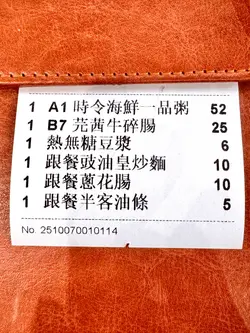 1 A1 時令海鮮一品粥 52
1 B7 芫茜牛碎腸 25
1 熱無糖豆漿 6
1 跟餐豉油皇炒麵 10
1 跟餐蔥花腸 10
1 跟餐半客油條 5
No. 2510070010114